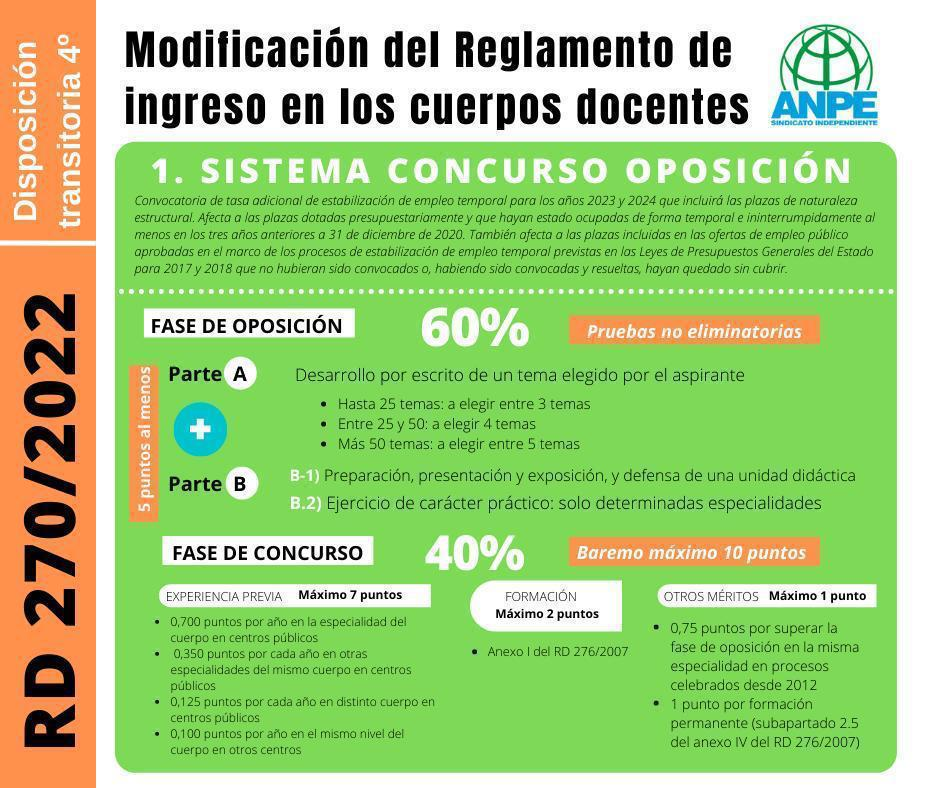 Disposición
transitoria 4º
RD 270/2022
Modificación del Reglamento de
ingreso en los cuerpos docentes
ANPE
SINDICATO INDEPENDIENTE
1. SISTEMA CONCURSO OPOSICIÓN
Convocatoria de tasa adicional de estabilización de empleo temporal para los años 2023 y 2024 que incluirá las plazas de naturaleza
estructural. Afecta a las plazas dotadas presupuestariamente y que hayan estado ocupadas de forma temporal e ininterrumpidamente al
menos en los tres años anteriores a 31 de diciembre de 2020. También afecta a las plazas incluidas en las ofertas de empleo público
aprobadas en el marco de los procesos de estabilización de empleo temporal previstas en las Leyes de Presupuestos Generales del Estado
para 2017 y 2018 que no hubieran sido convocados o, habiendo sido convocadas y resueltas, hayan quedado sin cubrir.
FASE DE OPOSICIÓN 60% Pruebas no eliminatorias
5 puntos al menos
Parte A
Desarrollo por escrito de un tema elegido por el aspirante
• Hasta 25 temas: a elegir entre 3 temas
• Entre 25 y 50: a elegir 4 temas
• Más 50 temas: a elegir entre 5 temas
+
Parte B
B-1) Preparación, presentación y exposición, y defensa de una unidad didáctica
B.2) Ejercicio de carácter práctico: solo determinadas especialidades
FASE DE CONCURSO 40% Baremo máximo 10 puntos
EXPERIENCIA PREVIA Máximo 7 puntos
• 0,700 puntos por año en la especialidad del
cuerpo en centros públicos
• 0,350 puntos por cada año en otras
especialidades del mismo cuerpo en centros
públicos
• 0,125 puntos por cada año en distinto cuerpo en
centros públicos
• 0,100 puntos por año en el mismo nivel del
cuerpo en otros centros
FORMACIÓN
Máximo 2 puntos
• Anexo I del RD 276/2007
OTROS MÉRITOS Máximo 1 punto
• 0,75 puntos por superar la
fase de oposición en la misma
especialidad en procesos
celebrados desde 2012
• 1 punto por formación
permanente (subapartado 2.5
del anexo IV del RD 276/2007)